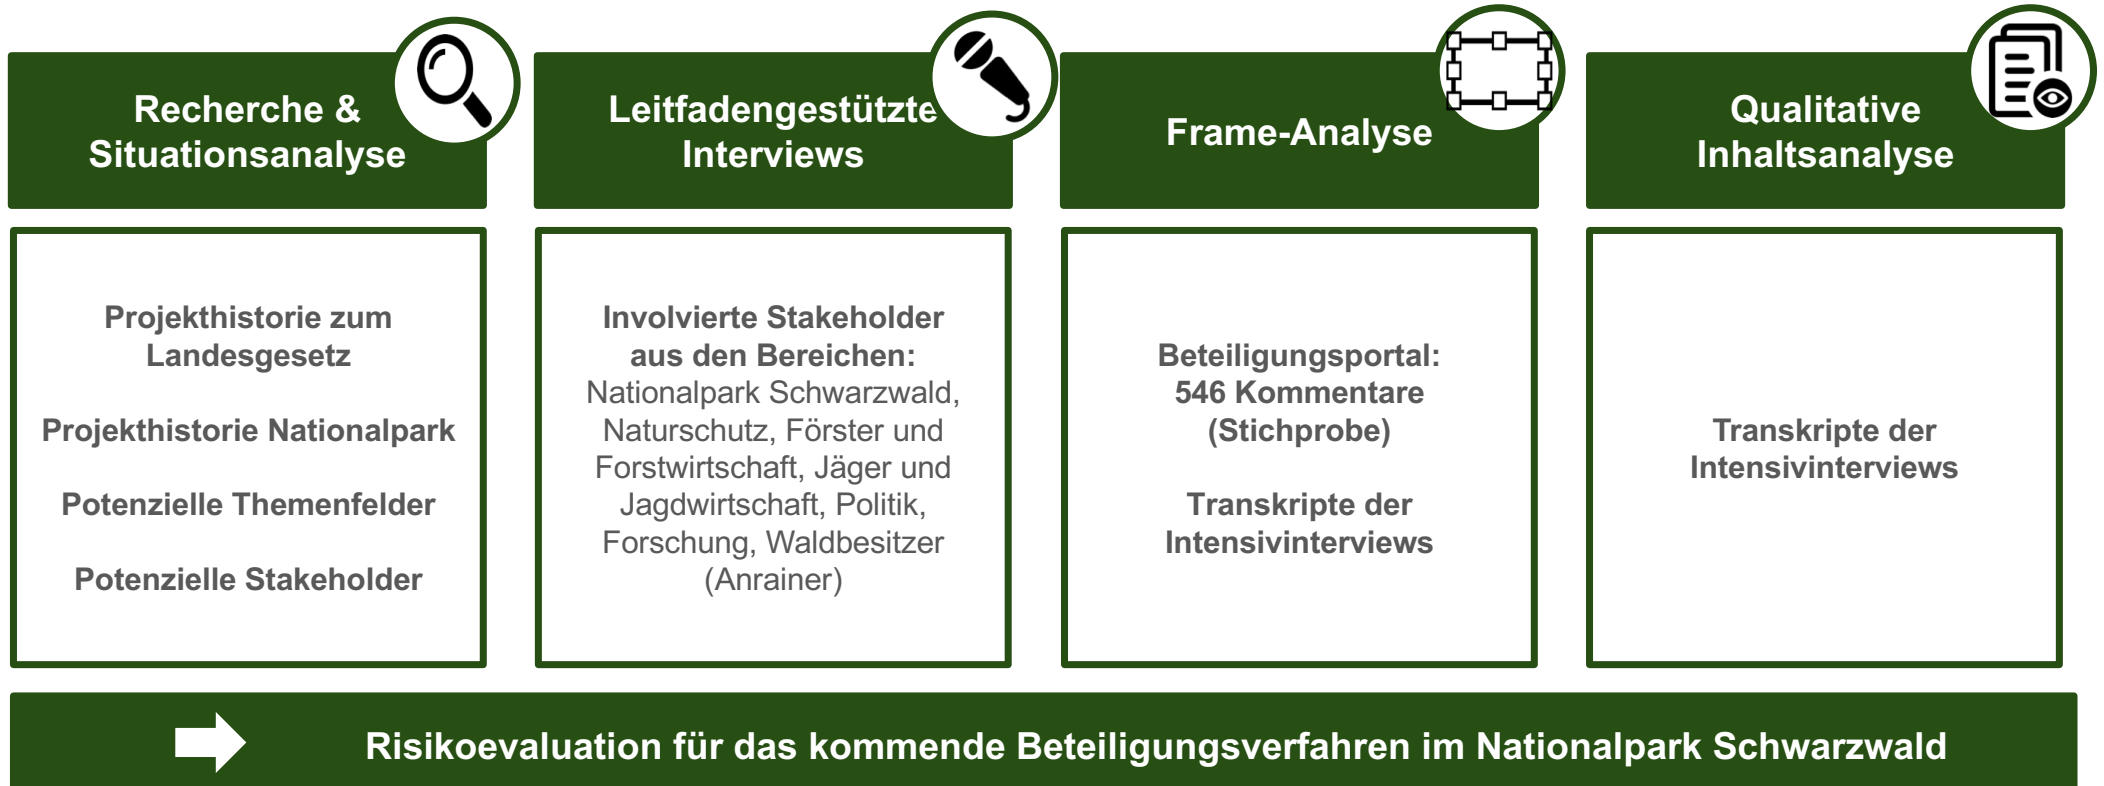 Recherche &
Situationsanalyse
Leitfadengestützte
Interviews
Frame-Analyse
Qualitative
Inhaltsanalyse
Projekthistorie zum
Landesgesetz
Projekthistorie Nationalpark
Potenzielle Themenfelder
Potenzielle Stakeholder
Involvierte Stakeholder
aus den Bereichen:
Nationalpark Schwarzwald,
Naturschutz, Förster und
Forstwirtschaft, Jäger und
Jagdwirtschaft, Politik,
Forschung, Waldbesitzer
(Anrainer)
Beteiligungsportal:
546 Kommentare
(Stichprobe)
Transkripte der
Intensivinterviews
Transkripte der
Intensivinterviews
Risikoevaluation für das kommende Beteiligungsverfahren im Nationalpark Schwarzwald